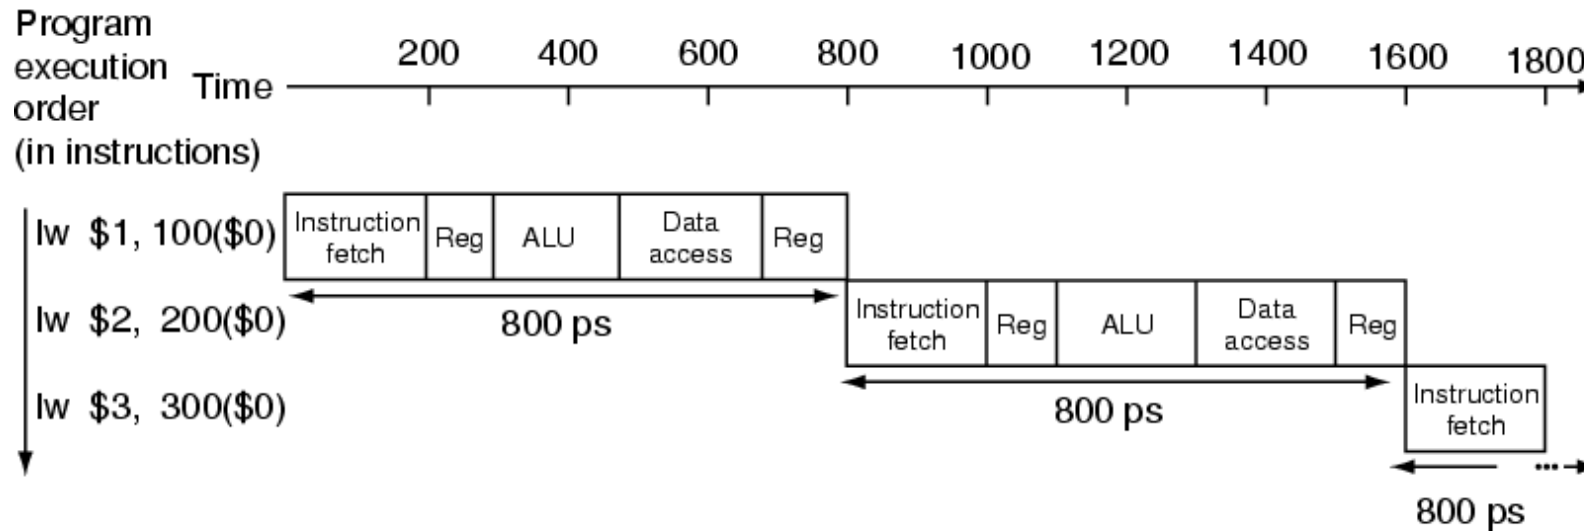 Program
execution
order
(in instructions)
Time
200 400 600 800 1000 1200 1400 1600 1800
lw $1, 100($0)
Instruction
fetch
Reg
ALU
Data
access
Reg
800 ps
lw $2, 200($0)
Instruction
fetch
Reg
ALU
Data
access
Reg
800 ps
lw $3, 300($0)
Instruction
fetch
...
800 ps